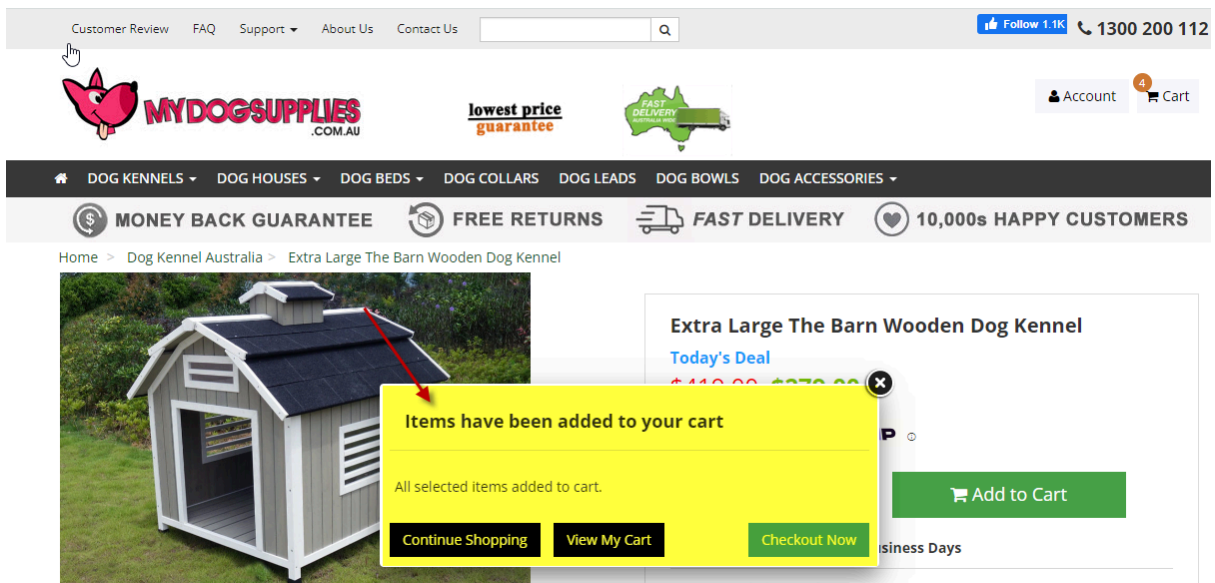 Customer Review FAQ Support About Us Contact Us
Follow 1.1K 1300 200 112
MYDOGSUPPLIES
.COM.AU
lowest price
guarantee
FAST
DELIVERY
AUSTRALIA WIDE
Account
4
Cart
DOG KENNELS DOG HOUSES DOG BEDS DOG COLLARS DOG LEADS DOG BOWLS DOG ACCESSORIES
$ MONEY BACK GUARANTEE FREE RETURNS FAST DELIVERY 10,000s HAPPY CUSTOMERS
Home > Dog Kennel Australia > Extra Large The Barn Wooden Dog Kennel
Extra Large The Barn Wooden Dog Kennel
Today's Deal
Items have been added to your cart
All selected items added to cart.
Continue Shopping View My Cart Checkout Now
Add to Cart
Days